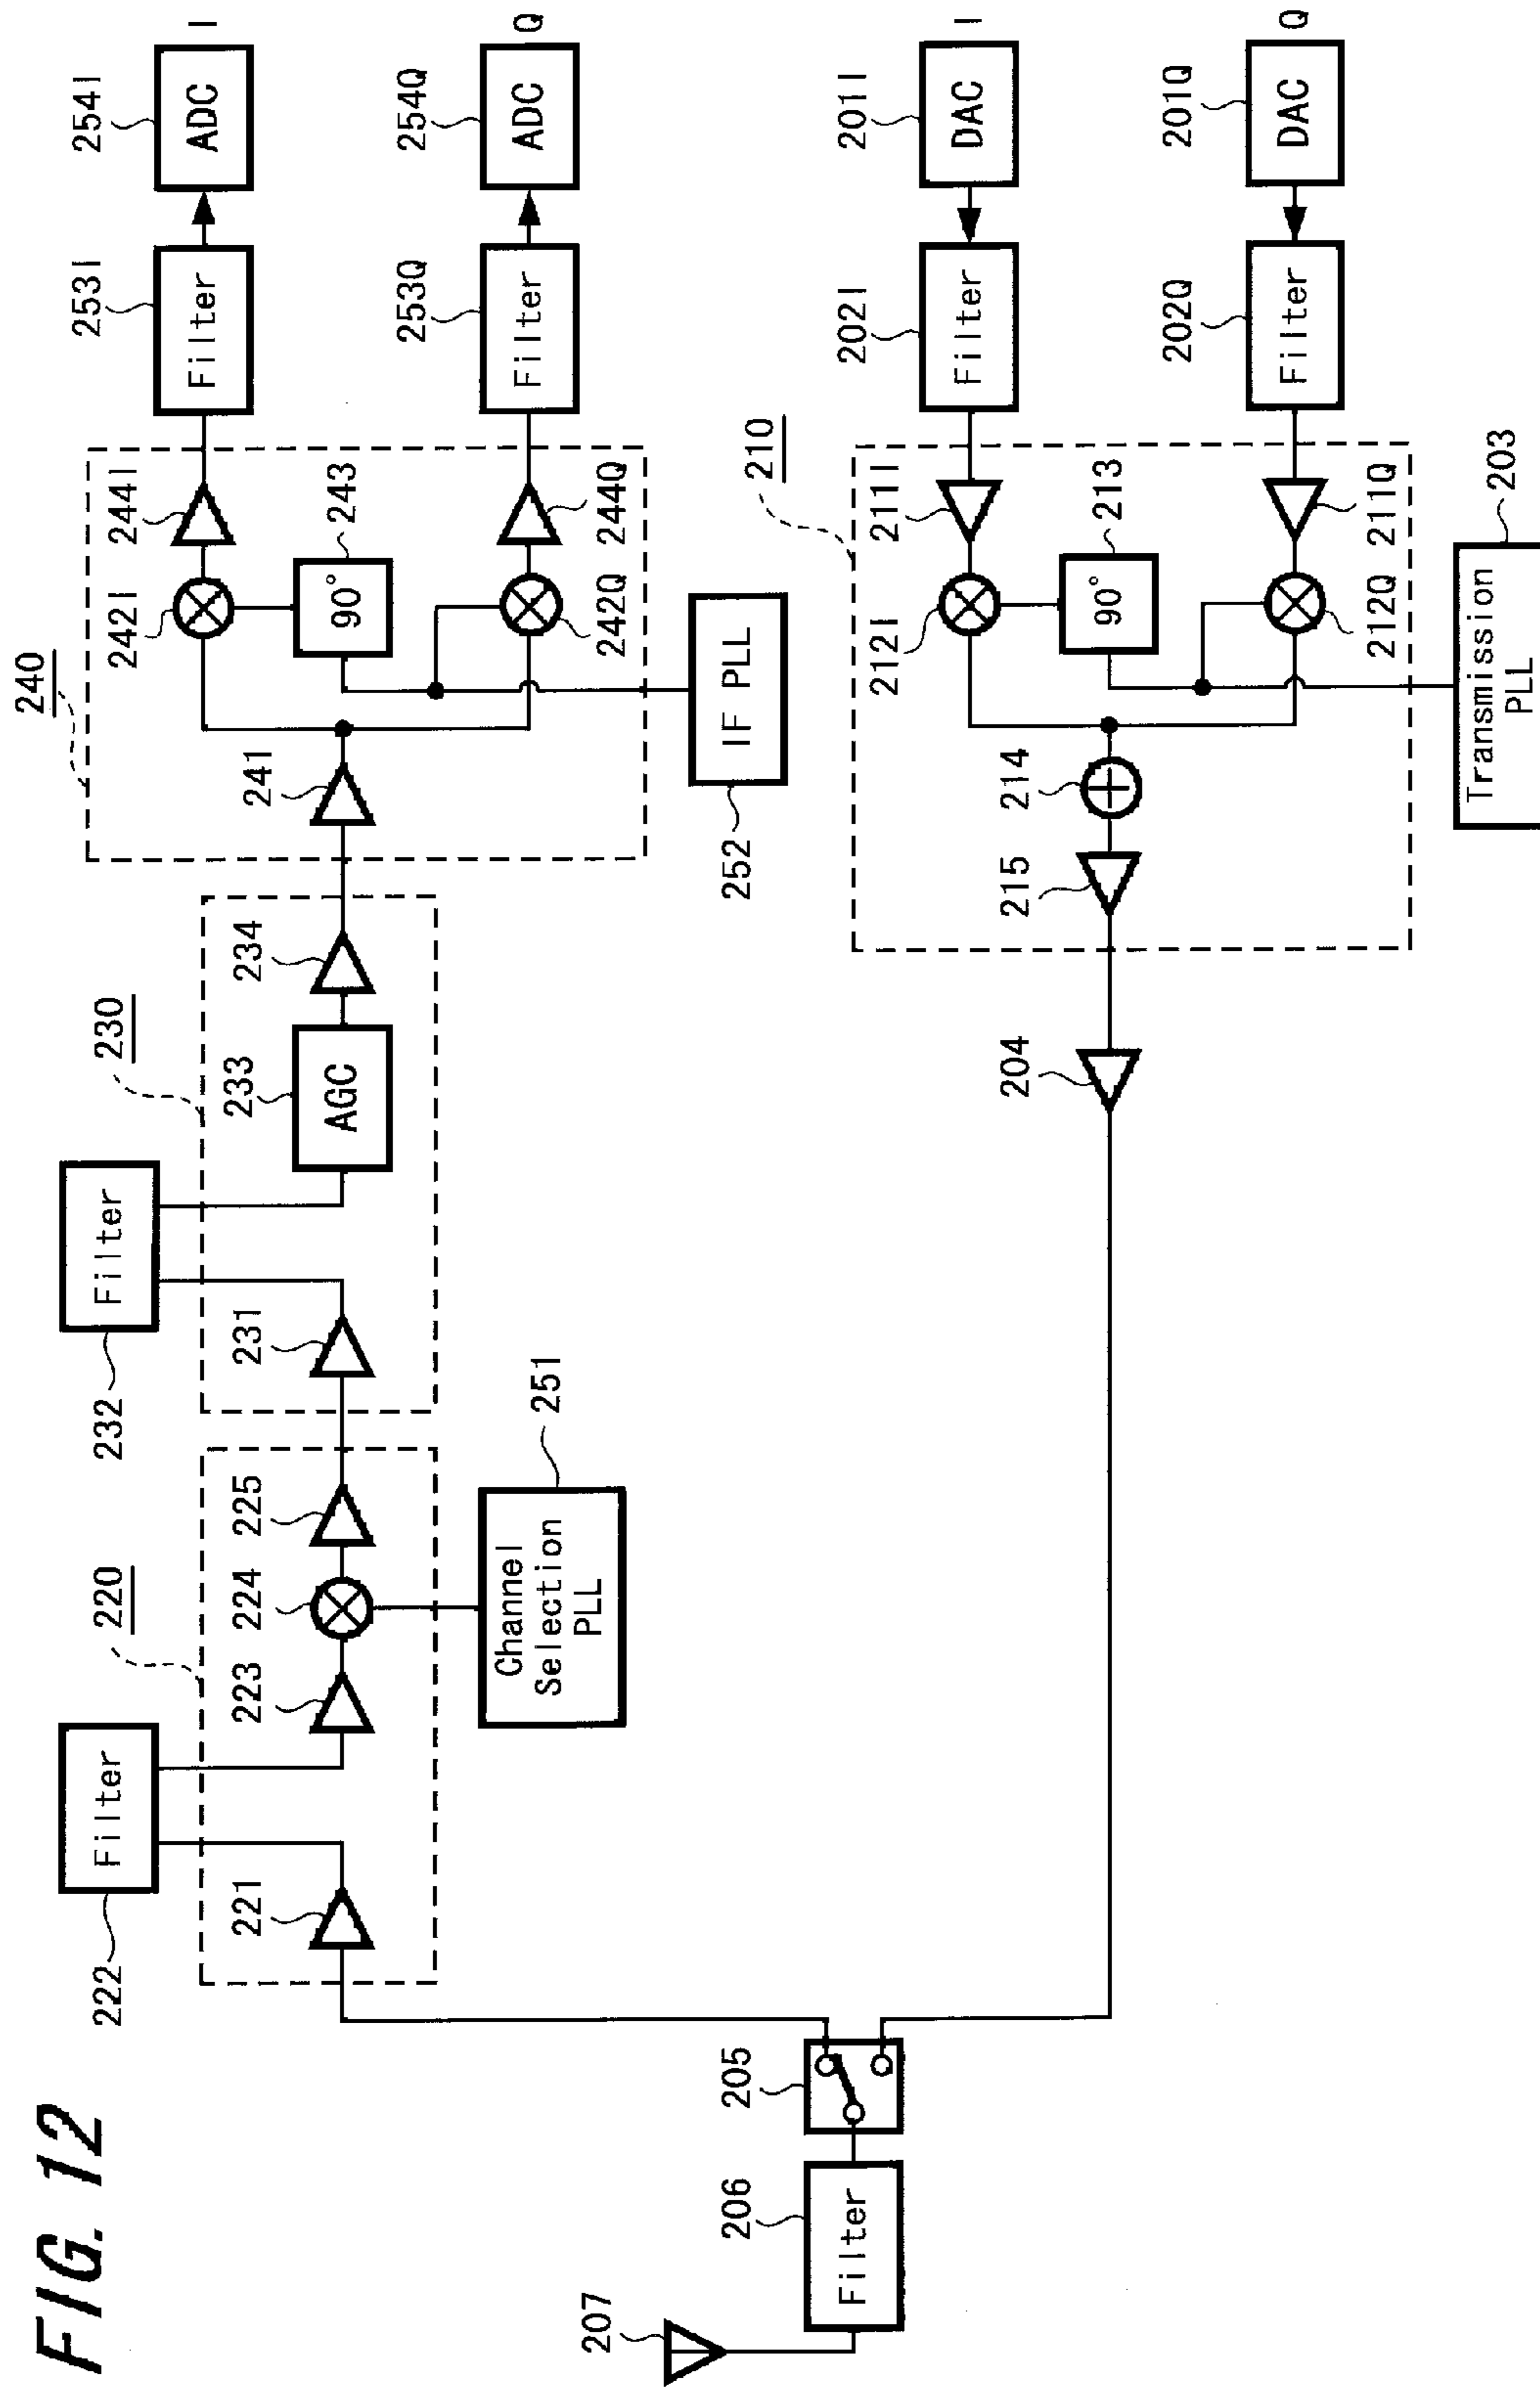 FIG. 12
222
Filter
232
Filter
220
230
240
221
223
224
225
231
233
AGC
234
241
242I
244I
253I
Filter
254I
ADC
I
90°
243
242Q
244Q
253Q
Filter
254Q
ADC
Q
Channel
Selection
PLL
251
252
IF PLL
207
206
Filter
205
204
210
215
214
212I
211I
202I
Filter
201I
DAC
I
90°
213
212Q
211Q
202Q
Filter
201Q
DAC
Q
Transmission
PLL
203